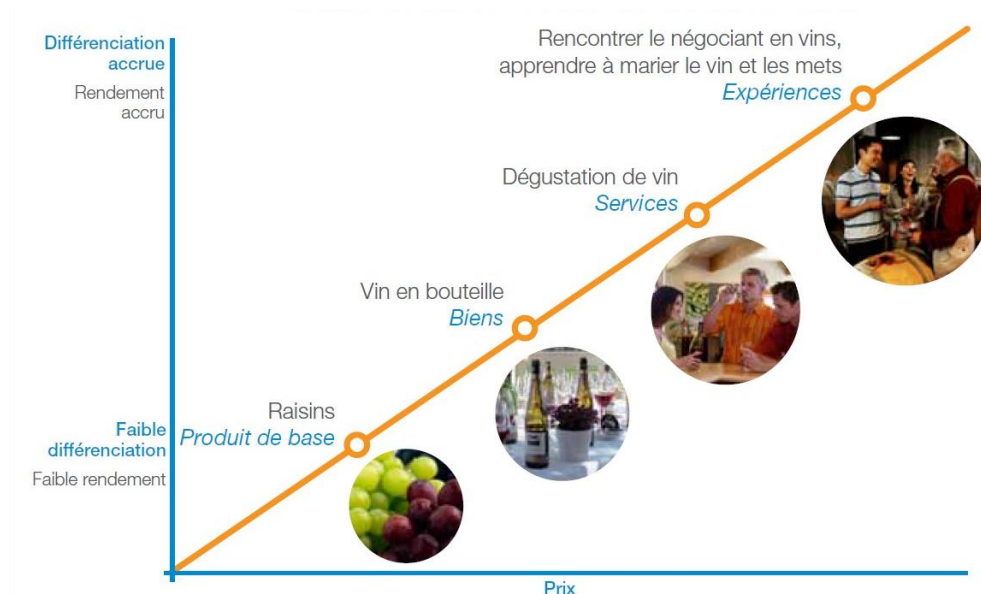 Différenciation
accrue
Rendement
accru
Rencontrer le négociant en vins,
apprendre à marier le vin et les mets
Expériences
Dégustation de vin
Services
Vin en bouteille
Biens
Raisins
Produit de base
Faible
différenciation
Faible rendement
Prix